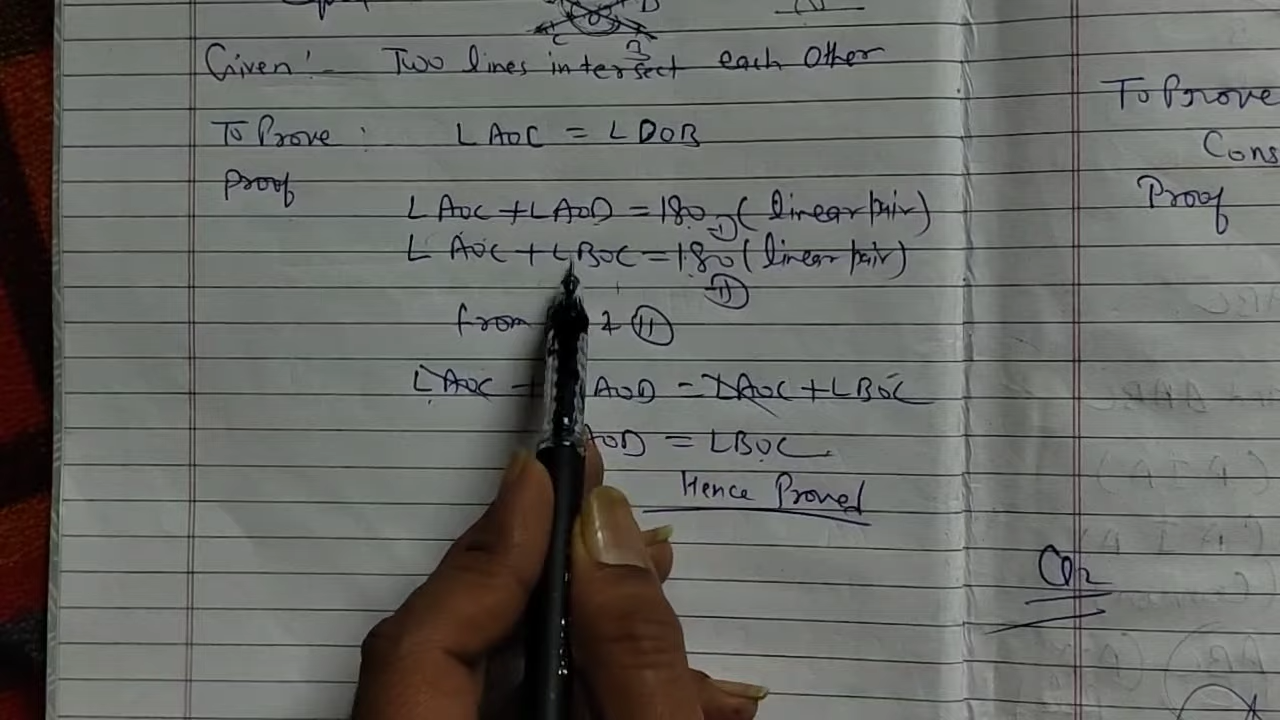 D
C
B
Given:- Two lines intersect each other
To Prove: ∠AOC = ∠DOB
Proof
∠AOC + ∠AOD = 180 (linear pair)
I
∠AOC + ∠BOC = 180 (linear pair)
II
from & II
∠AOC + AOD = ∠AOC + ∠BOC
AOD = ∠BOC
Hence Proved
To Prove
Cons
Proof
Q2